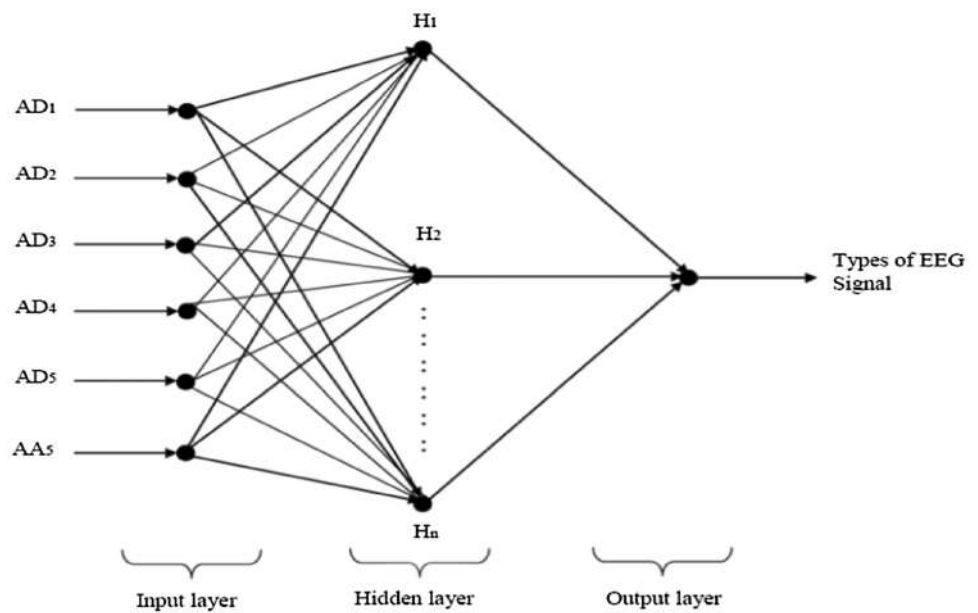 H₁
AD₁
AD₂
AD₃
H₂
Types of EEG
Signal
AD₄
AD₅
AA₅
Hₙ
Input layer
Hidden layer
Output layer